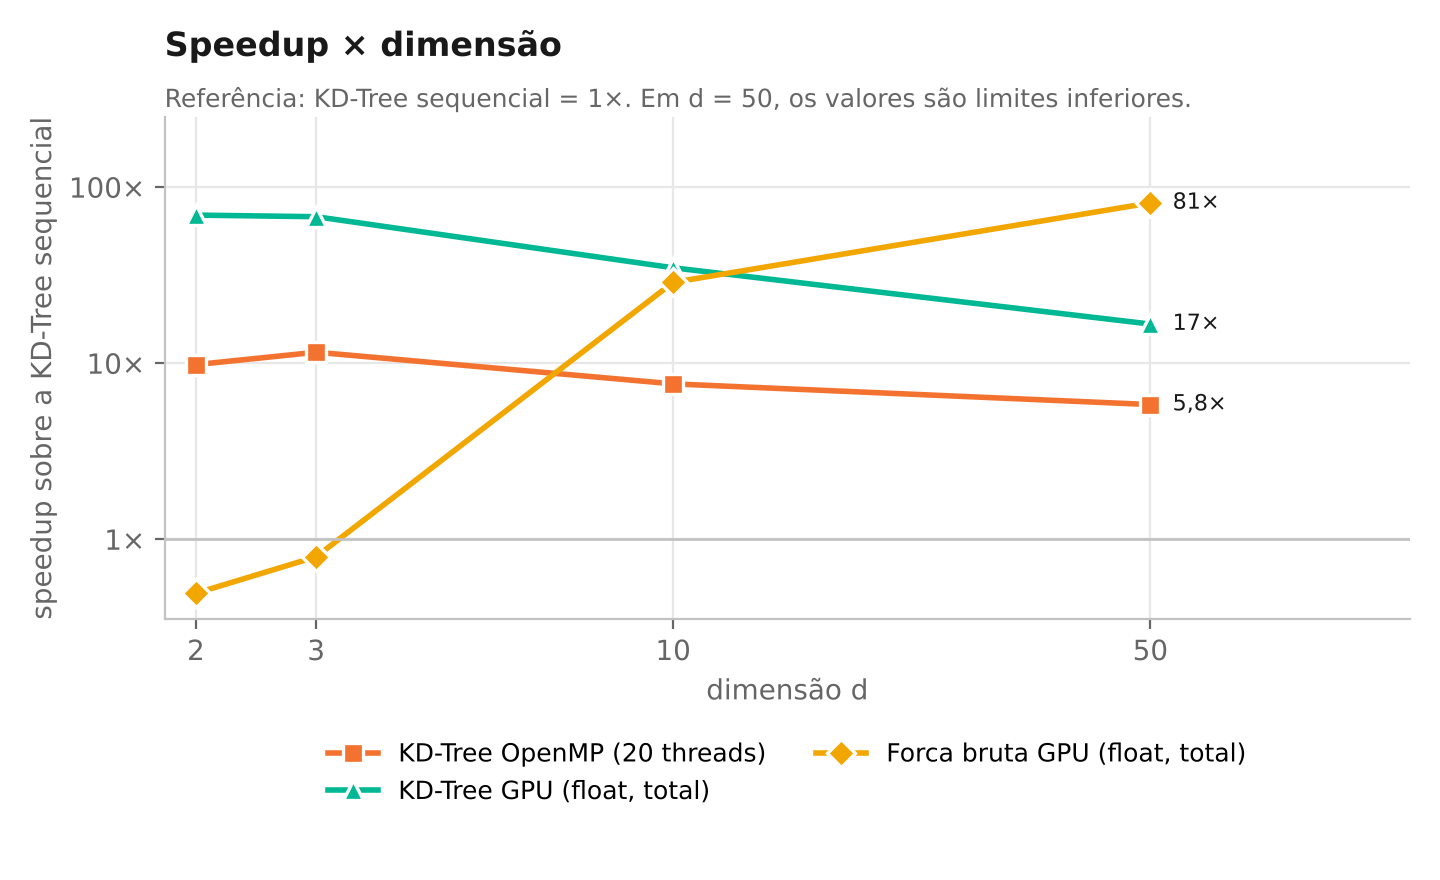 Speedup × dimensão
Referência: KD-Tree sequencial = 1×. Em d = 50, os valores são limites inferiores.
speedup sobre a KD-Tree sequencial
100×
10×
1×
81×
17×
5,8×
2
3
10
50
dimensão d
KD-Tree OpenMP (20 threads)
KD-Tree GPU (float, total)
Forca bruta GPU (float, total)